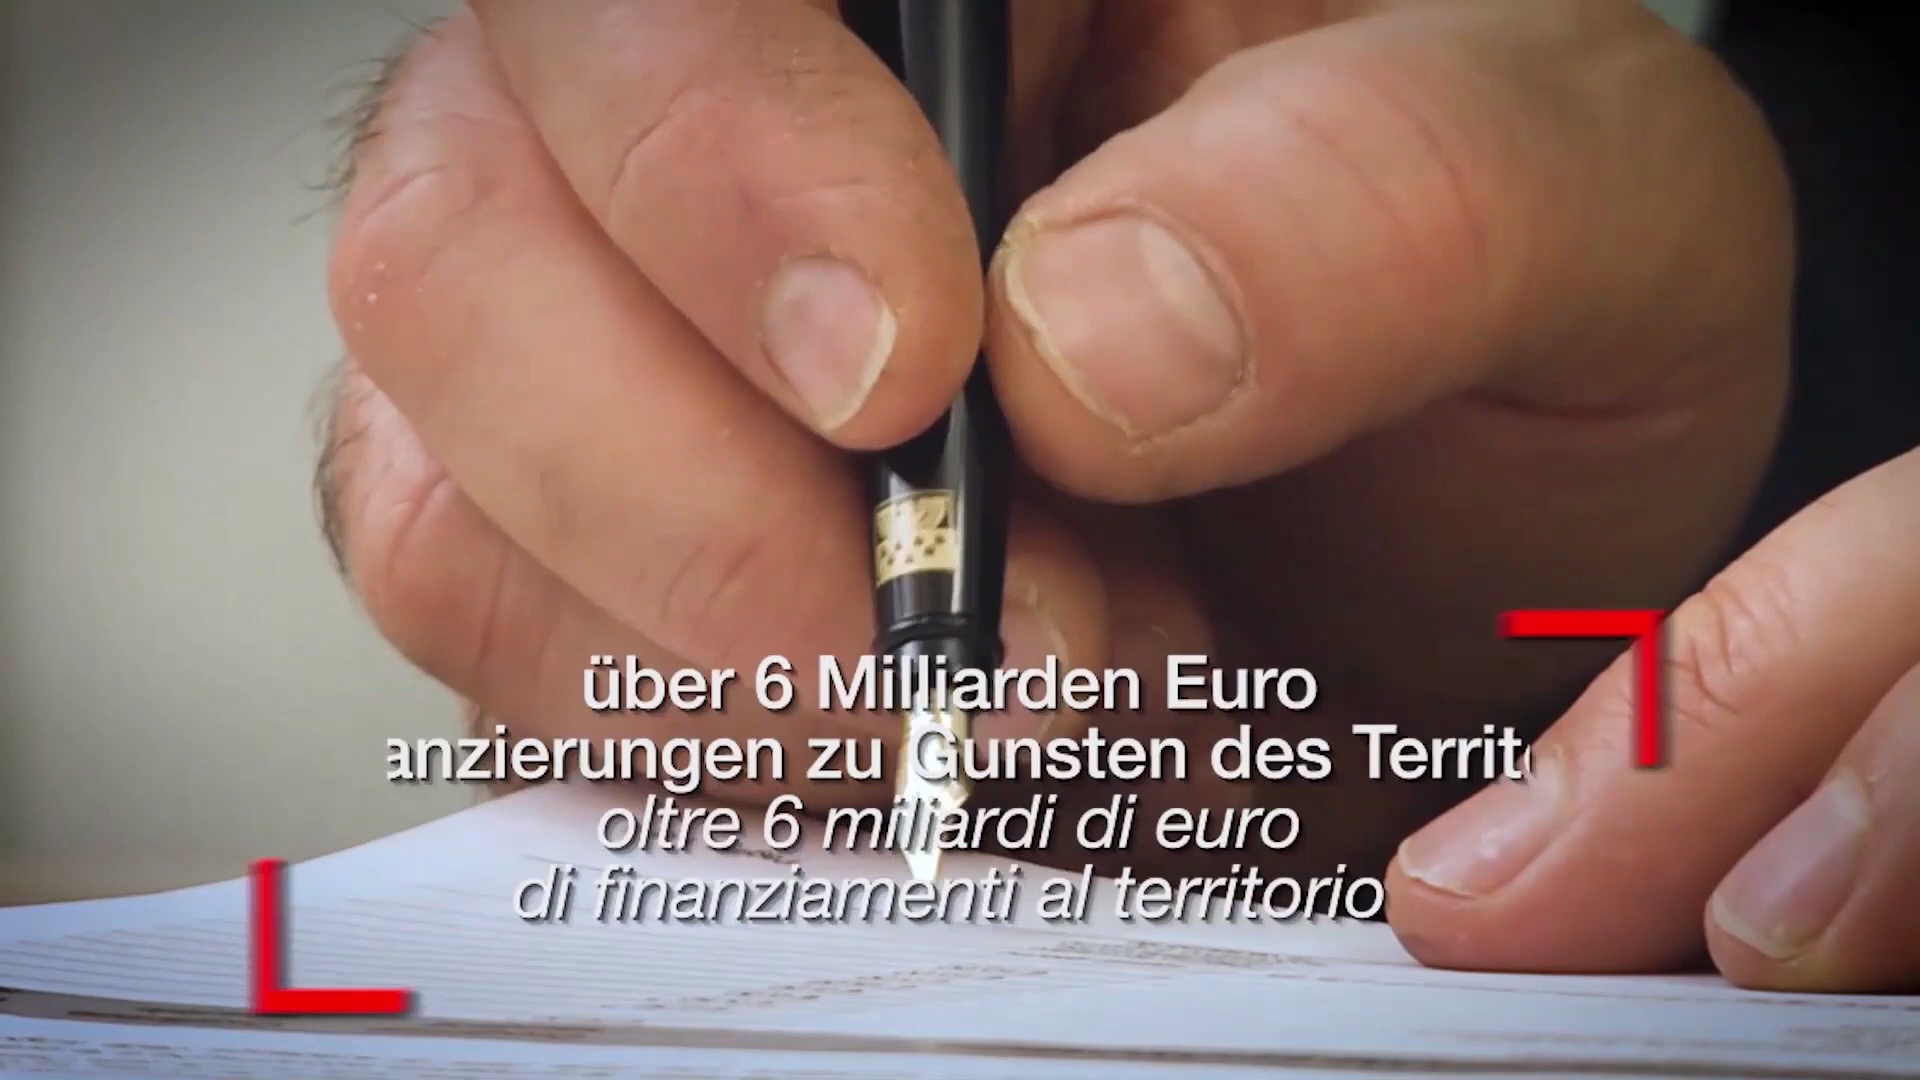 über 6 Milliarden Euro
anzierungen zu Gunsten des Territ
oltre 6 miliardi di euro
di finanziamenti al territorio